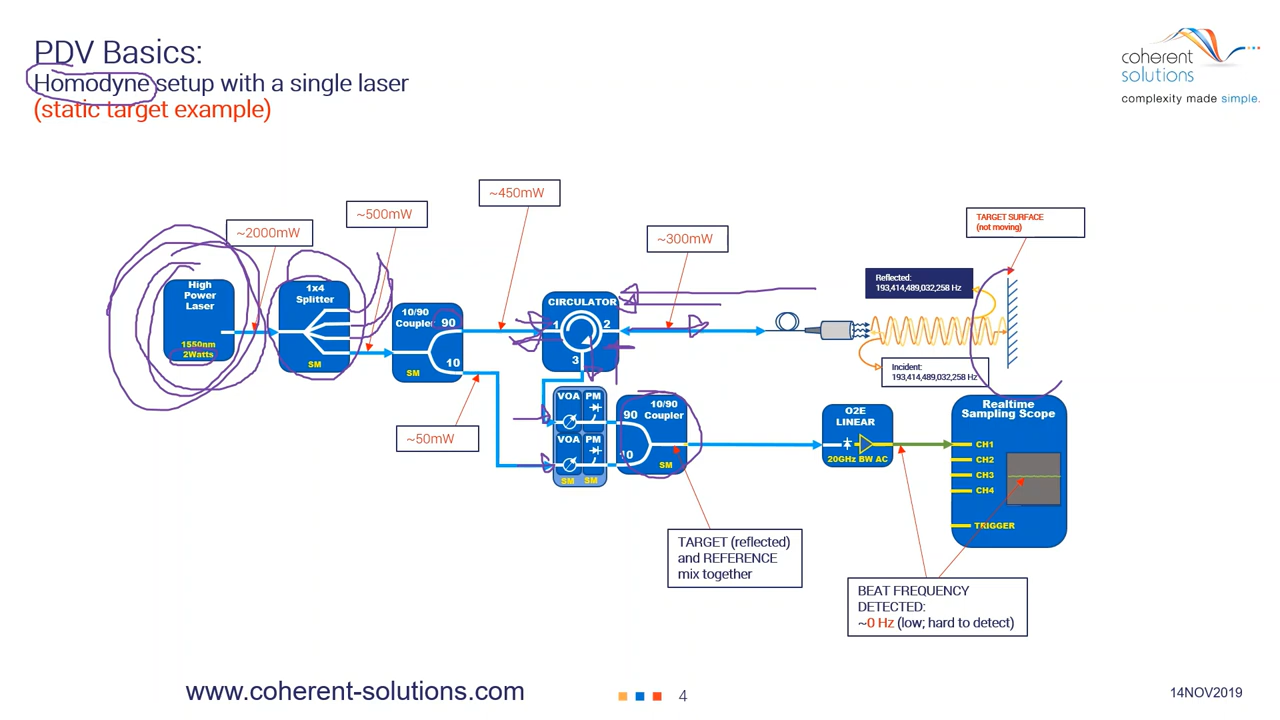 PDV Basics:
Homodyne setup with a single laser
(static target example)
coherent
solutions
complexity made simple.
~2000mW
~500mW
~450mW
~300mW
TARGET SURFACE
(not moving)
High
Power
Laser
1550nm
2Watts
1x4
Splitter
SM
10/90
Coupler
90
10
SM
CIRCULATOR
1
2
3
Reflected:
193,414,489,032,258 Hz
Incident:
193,414,489,032,258 Hz
~50mW
VOA
PM
VOA
PM
SM
SM
10/90
Coupler
90
10
SM
O2E
LINEAR
20GHz BW AC
Realtime
Sampling Scope
CH1
CH2
CH3
CH4
TRIGGER
TARGET (reflected)
and REFERENCE
mix together
BEAT FREQUENCY
DETECTED:
~0 Hz (low; hard to detect)
www.coherent-solutions.com
4
14NOV2019